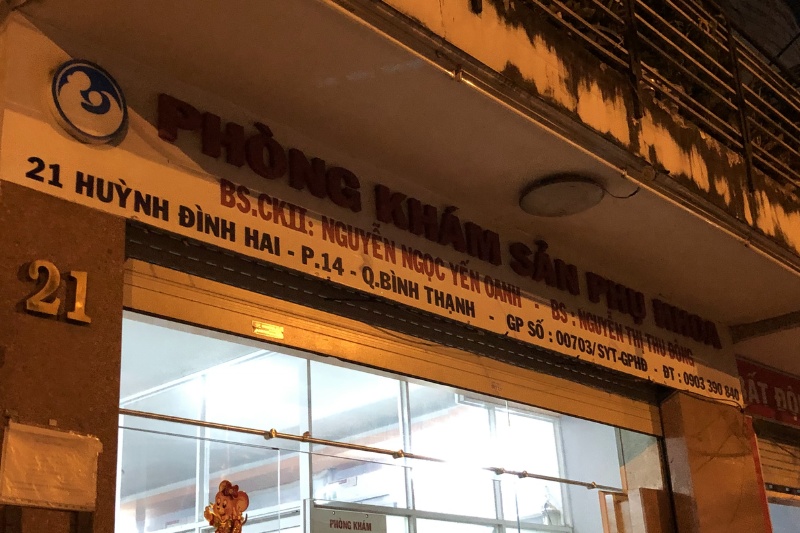 PHÒNG KHÁM SẢN PHỤ KHOA
BS.CKII: NGUYỄN NGỌC YẾN OANH - BS : NGUYỄN THỊ THU ĐÔNG
21 HUỲNH ĐÌNH HAI - P.14 - Q.BÌNH THẠNH - GP SỐ : 00703/SYT-GPHĐ - ĐT : 0903 390 840
21
PHÒNG KHÁM